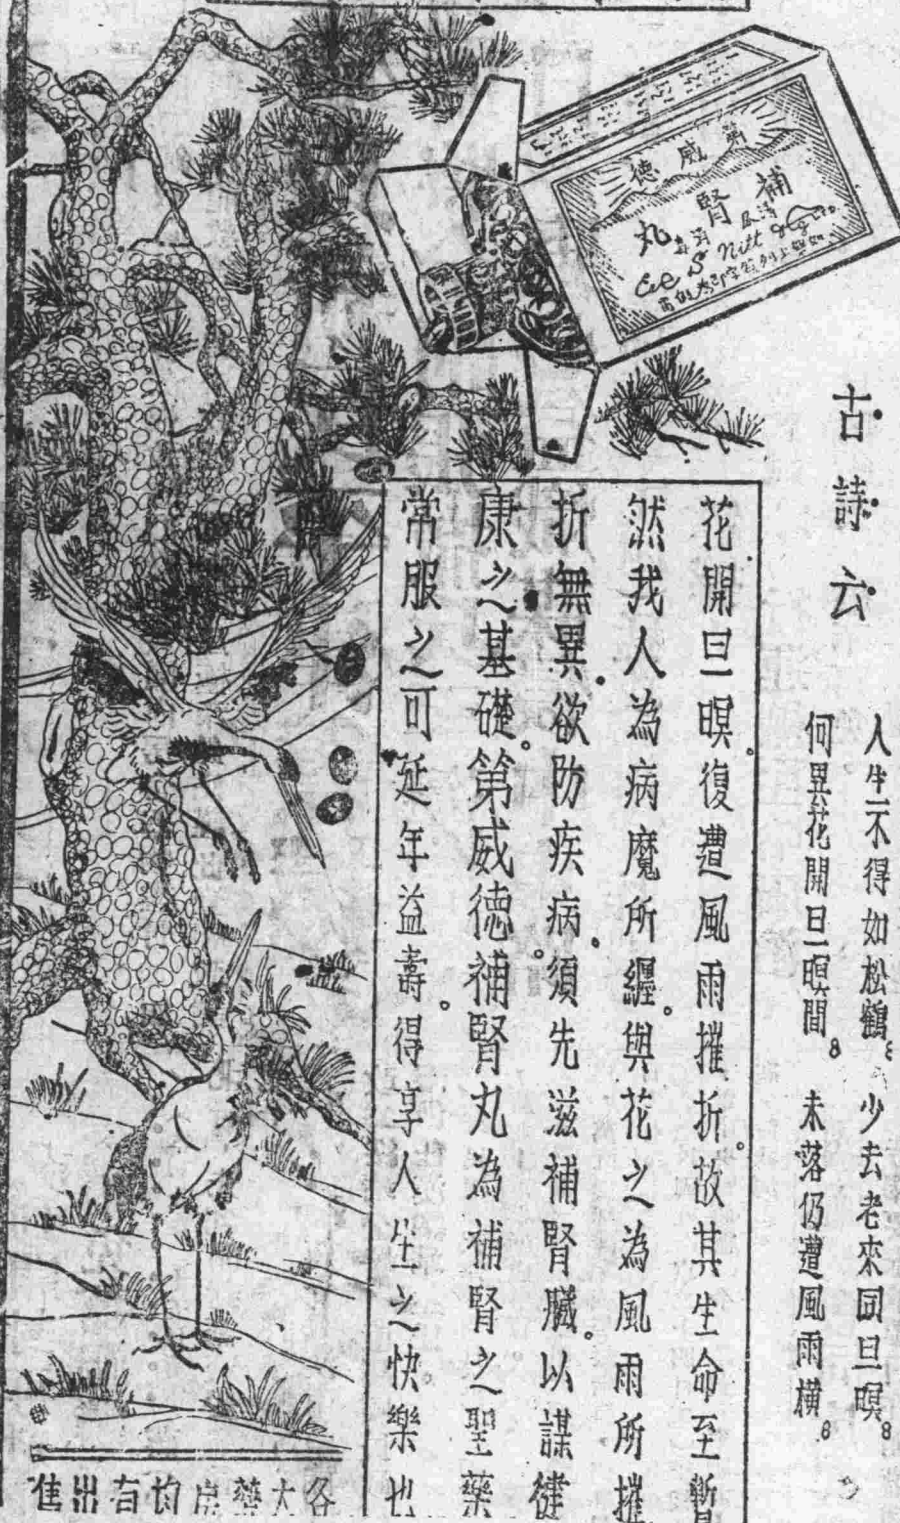 古詩云
人生不得如松鶴
少去老來同旦暝
何異花開旦暝間
未落仍遭風雨横
花開旦暝。復遭風雨摧折。故其生命至暫
然我人為病魔所纏。與花之為風雨所摧
折無異。欲防疾病。須先滋補腎臟。以謀健
康之基礎。第威德補腎丸為補腎之聖藥
常服之可延年益壽。得享人生之快樂也
第威德
補腎丸
各大藥房均有出售